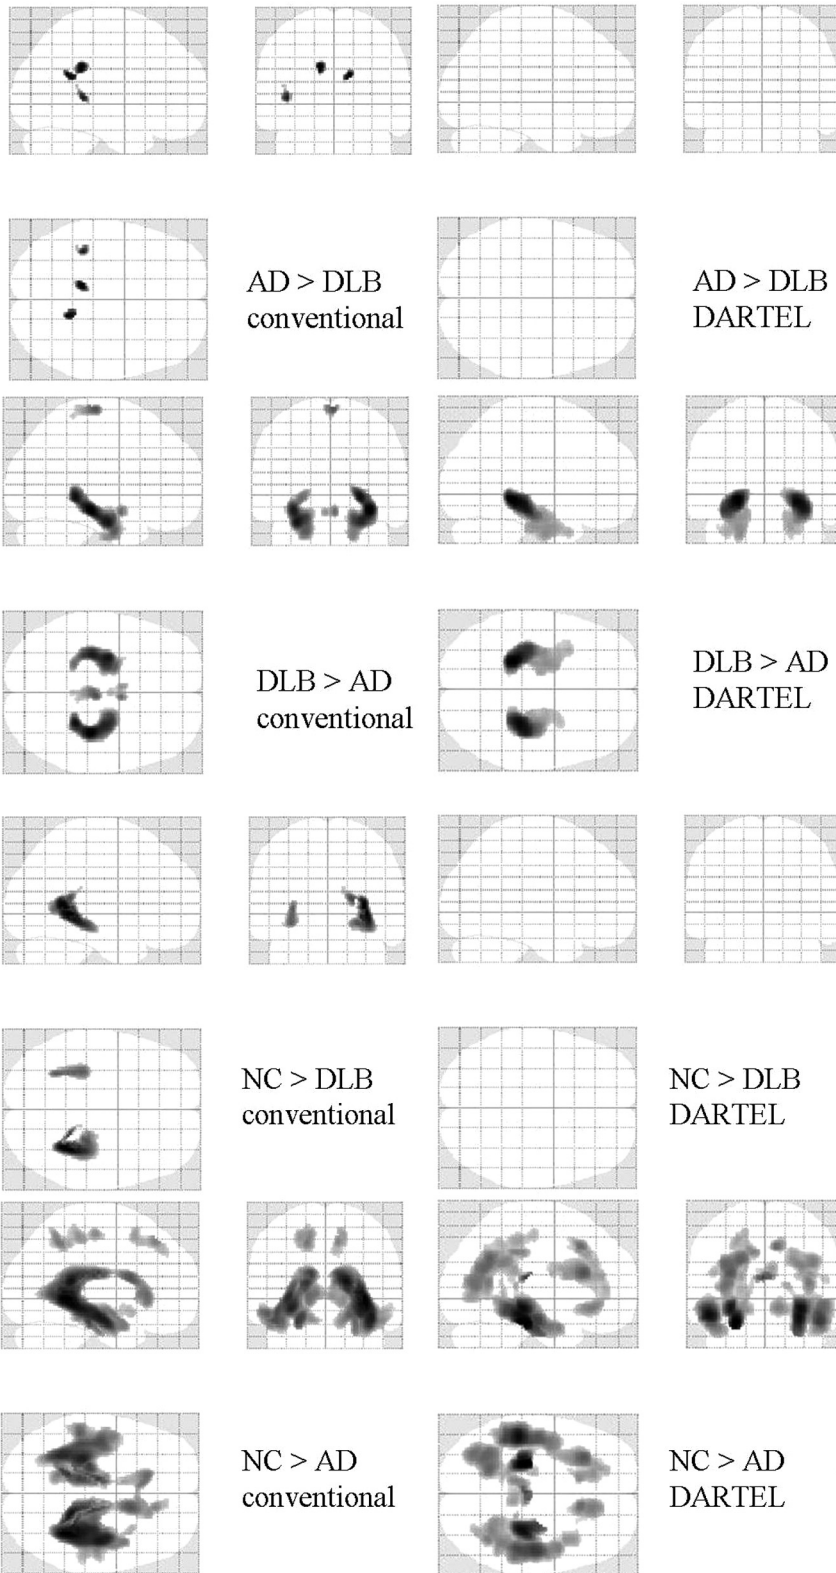 AD > DLB
conventional
AD > DLB
DARTEL
DLB > AD
conventional
DLB > AD
DARTEL
NC > DLB
conventional
NC > DLB
DARTEL
NC > AD
conventional
NC > AD
DARTEL